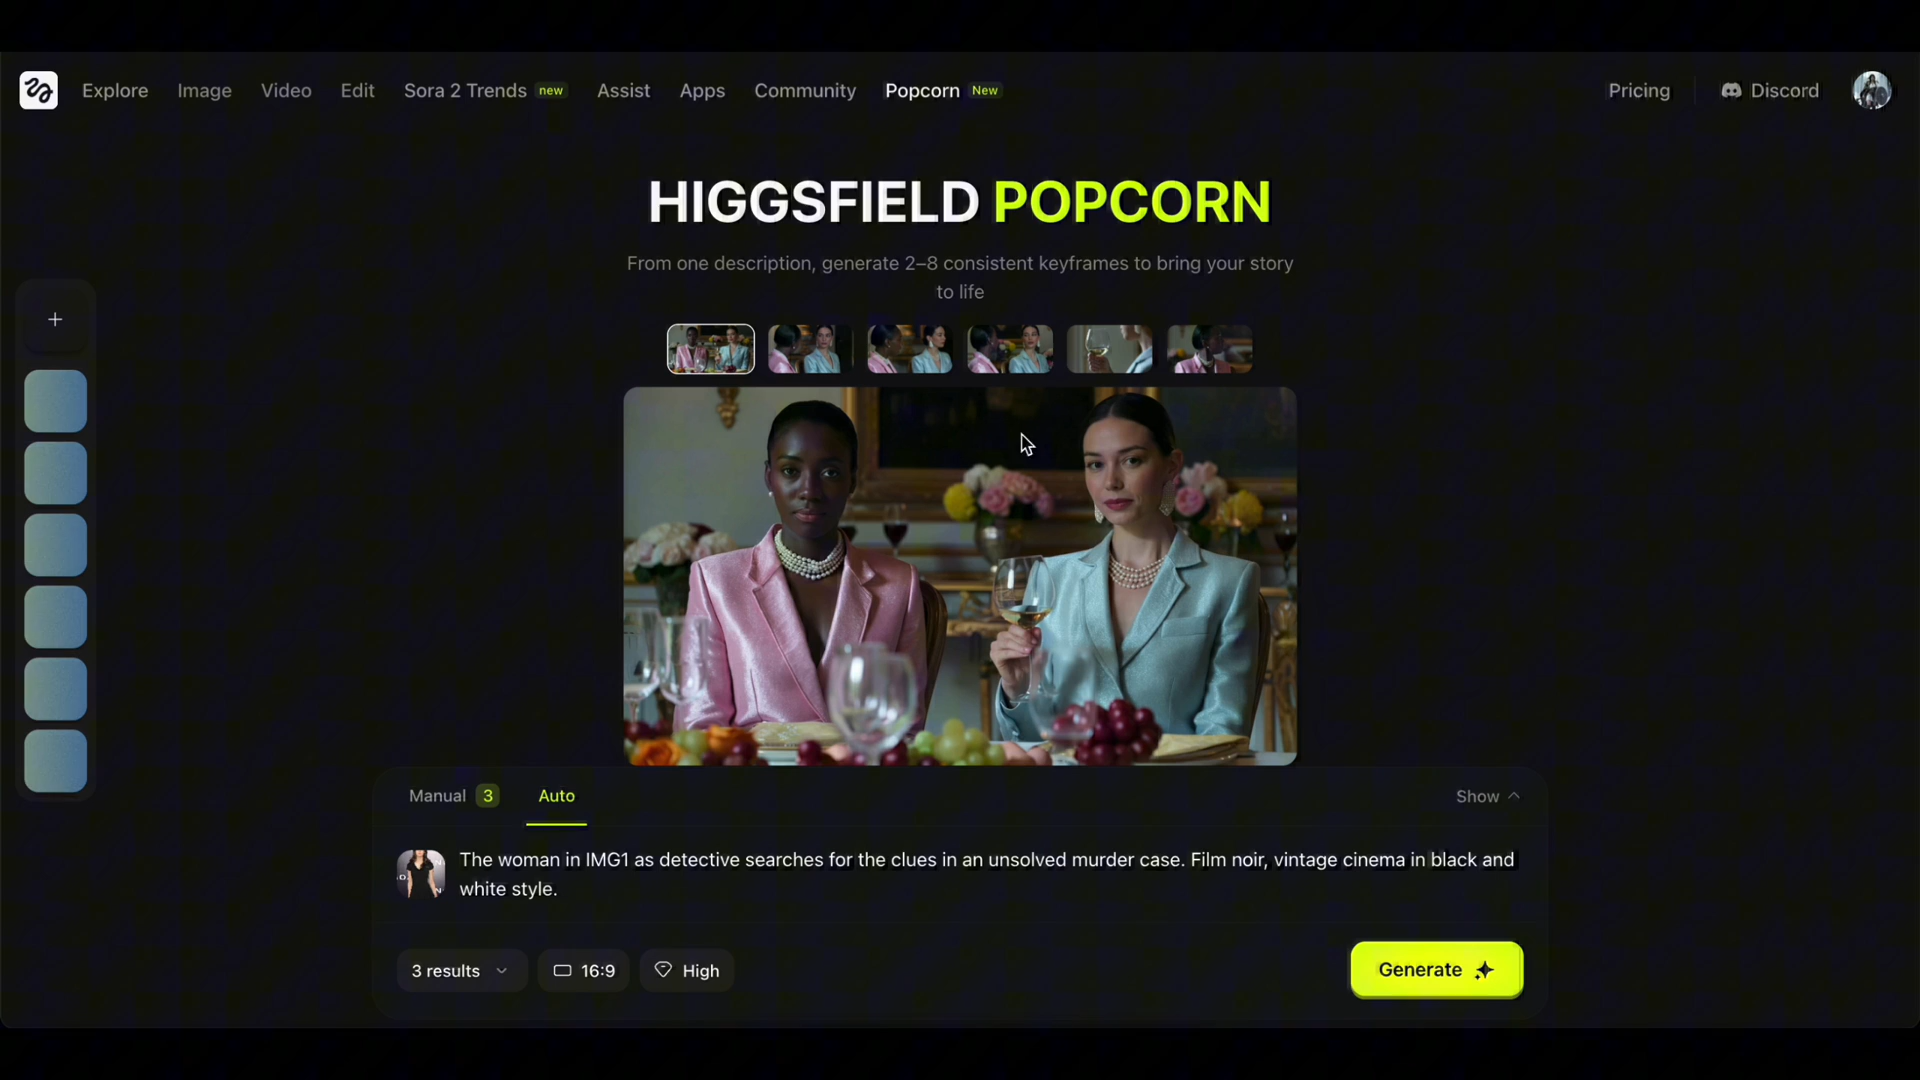 Explore Image Video Edit Sora 2 Trends new Assist Apps Community Popcorn New Pricing Discord
HIGGSFIELD POPCORN
From one description, generate 2–8 consistent keyframes to bring your story
to life
Manual 3 Auto Show
The woman in IMG1 as detective searches for the clues in an unsolved murder case. Film noir, vintage cinema in black and
white style.
3 results 16:9 High Generate